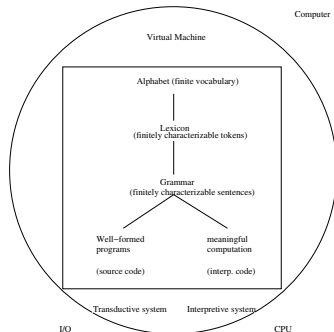 Computer
Virtual Machine
Alphabet (finite vocabulary)
Lexicon
(finitely characterizable tokens)
Grammar
(finitely characterizable sentences)
Well-formed
programs
(source code)
meaningful
computation
(interp. code)
Transductive system
Interpretive system
I/O
CPU